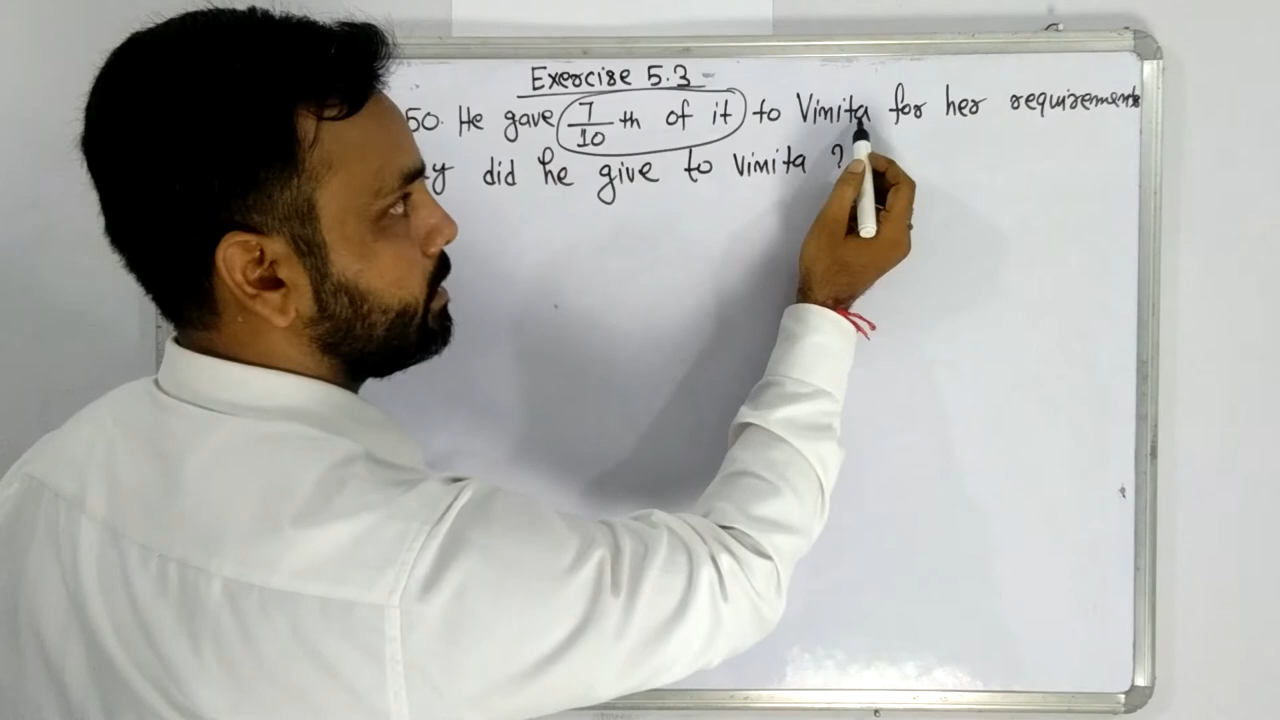 Exercise 5.3
50. He gave 7/10 th of it to Vimita for her requirements
did he give to Vimita ?